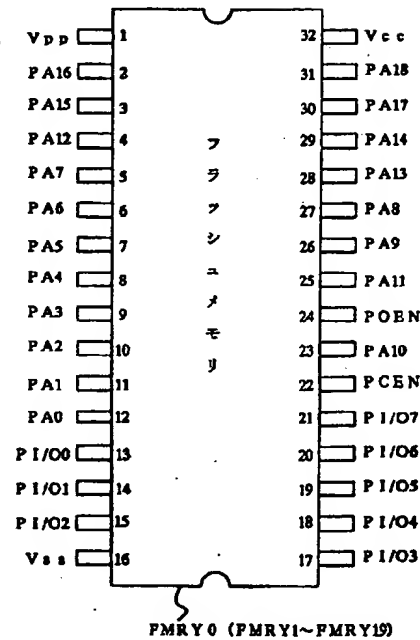 Vpp 1 32 Vcc
PA16 2 31 PA18
PA15 3 30 PA17
PA12 4 29 PA14
PA7 5 28 PA13
PA6 6 27 PA8
PA5 7 26 PA9
PA4 8 25 PA11
PA3 9 24 POEN
PA2 10 23 PA10
PA1 11 22 PCEN
PA0 12 21 PI/O7
PI/O0 13 20 PI/O6
PI/O1 14 19 PI/O5
PI/O2 15 18 PI/O4
Vss 16 17 PI/O3
フラッシュメモリ
FMRY0 (FMRY1~FMRY19)